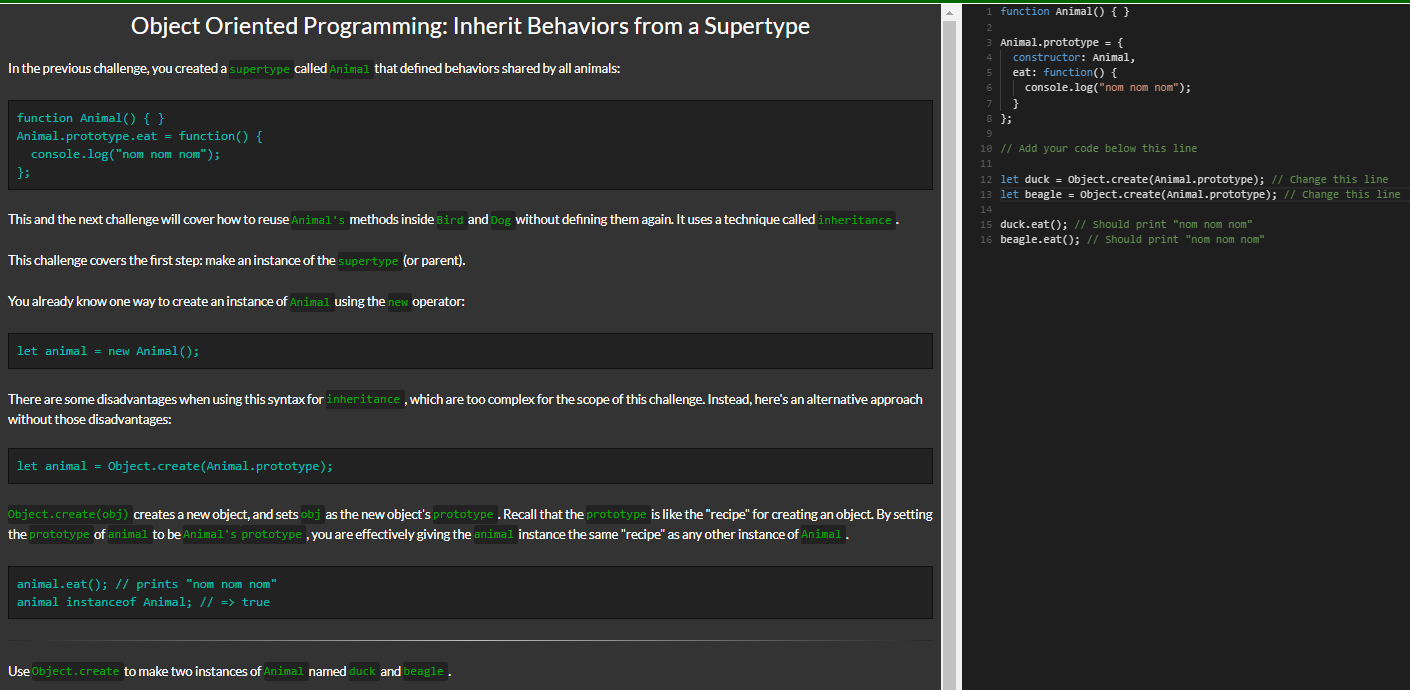 Object Oriented Programming: Inherit Behaviors from a Supertype
In the previous challenge, you created a supertype called Animal that defined behaviors shared by all animals:
function Animal() { }
Animal.prototype.eat = function() {
  console.log("nom nom nom");
};
This and the next challenge will cover how to reuse Animal's methods inside Bird and Dog without defining them again. It uses a technique called inheritance .
This challenge covers the first step: make an instance of the supertype (or parent).
You already know one way to create an instance of Animal using the new operator:
let animal = new Animal();
There are some disadvantages when using this syntax for inheritance , which are too complex for the scope of this challenge. Instead, here's an alternative approach
without those disadvantages:
let animal = Object.create(Animal.prototype);
Object.create(obj) creates a new object, and sets obj as the new object's prototype . Recall that the prototype is like the "recipe" for creating an object. By setting
the prototype of animal to be Animal's prototype , you are effectively giving the animal instance the same "recipe" as any other instance of Animal .
animal.eat(); // prints "nom nom nom"
animal instanceof Animal; // => true
Use Object.create to make two instances of Animal named duck and beagle .
1 function Animal() { }
2
3 Animal.prototype = {
4   constructor: Animal,
5   eat: function() {
6     console.log("nom nom nom");
7   }
8 };
9
10 // Add your code below this line
11
12 let duck = Object.create(Animal.prototype); // Change this line
13 let beagle = Object.create(Animal.prototype); // Change this line
14
15 duck.eat(); // Should print "nom nom nom"
16 beagle.eat(); // Should print "nom nom nom"